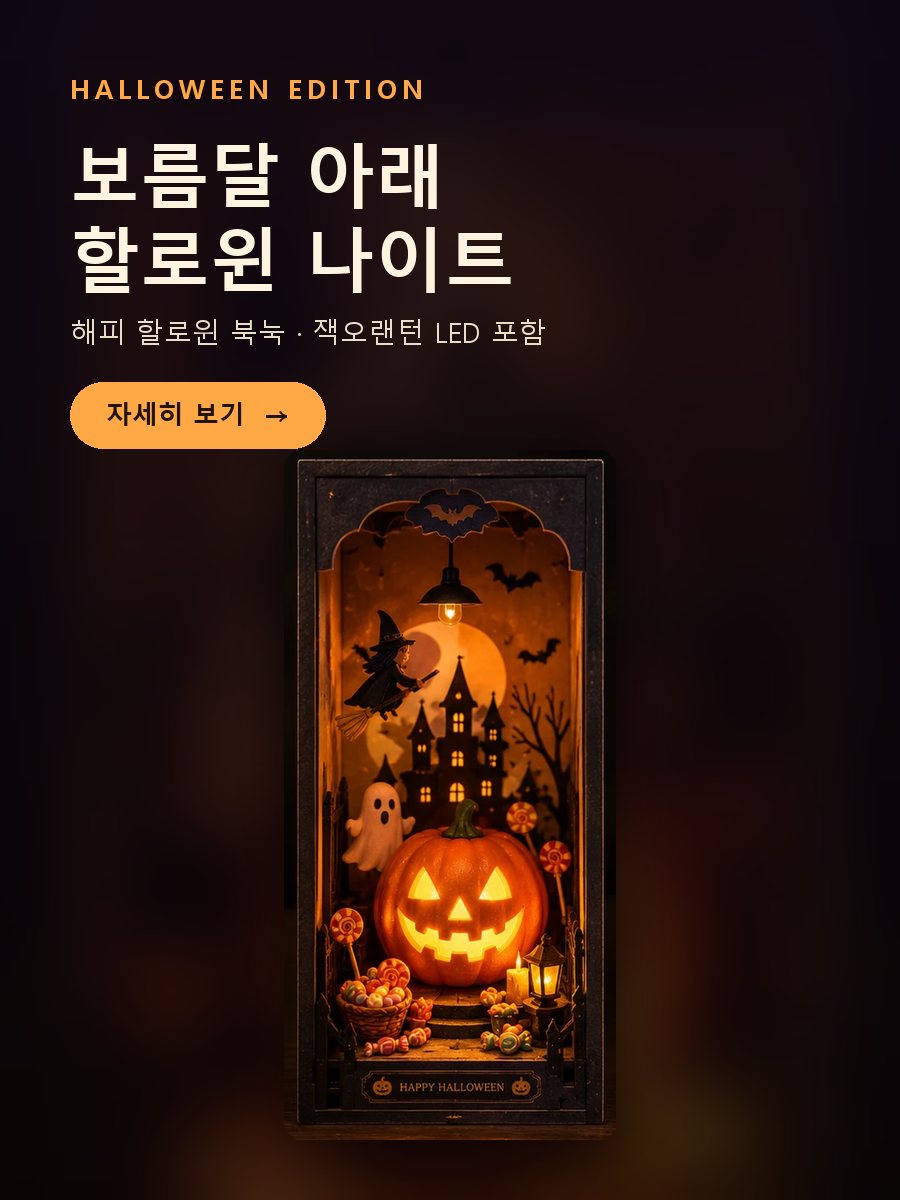 HALLOWEEN EDITION
보름달 아래
할로윈 나이트
해피 할로윈 북눅 · 잭오랜턴 LED 포함
자세히 보기 →
HAPPY HALLOWEEN